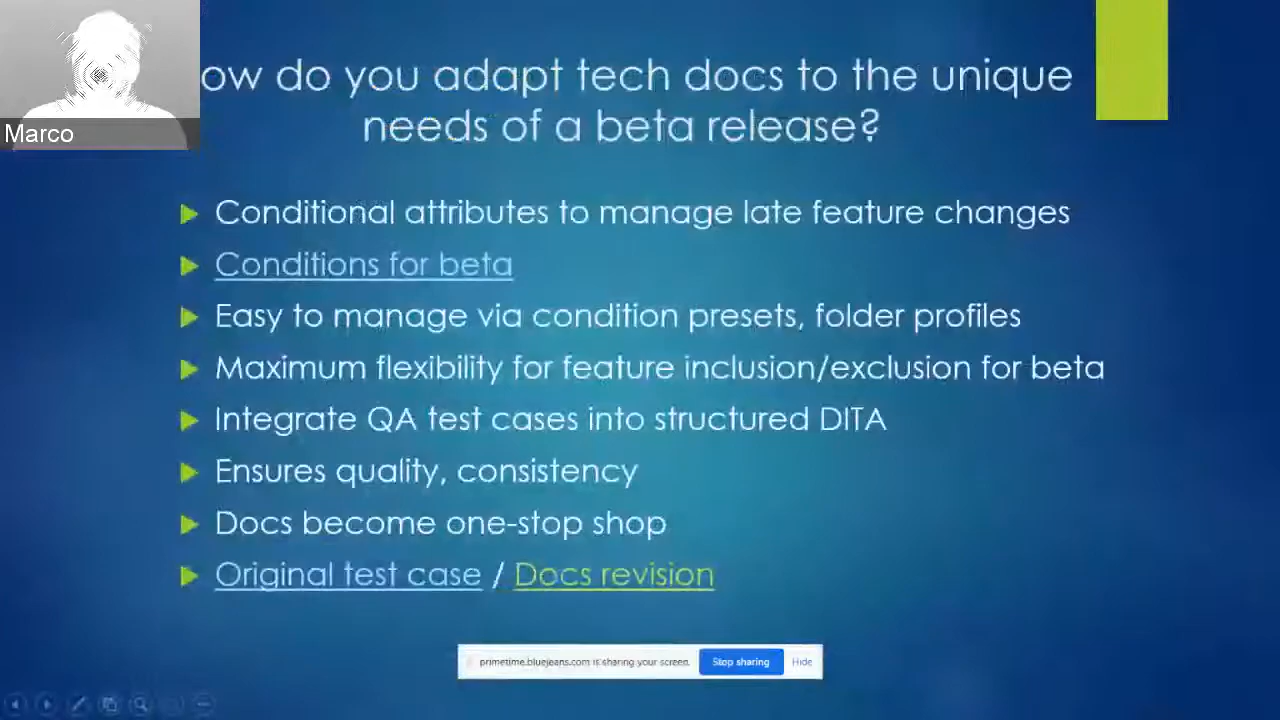 ow do you adapt tech docs to the unique
needs of a beta release?
Marco
Conditional attributes to manage late feature changes
Conditions for beta
Easy to manage via condition presets, folder profiles
Maximum flexibility for feature inclusion/exclusion for beta
Integrate QA test cases into structured DITA
Ensures quality, consistency
Docs become one-stop shop
Original test case / Docs revision
primetime.bluejeans.com is sharing your screen. Stop sharing Hide